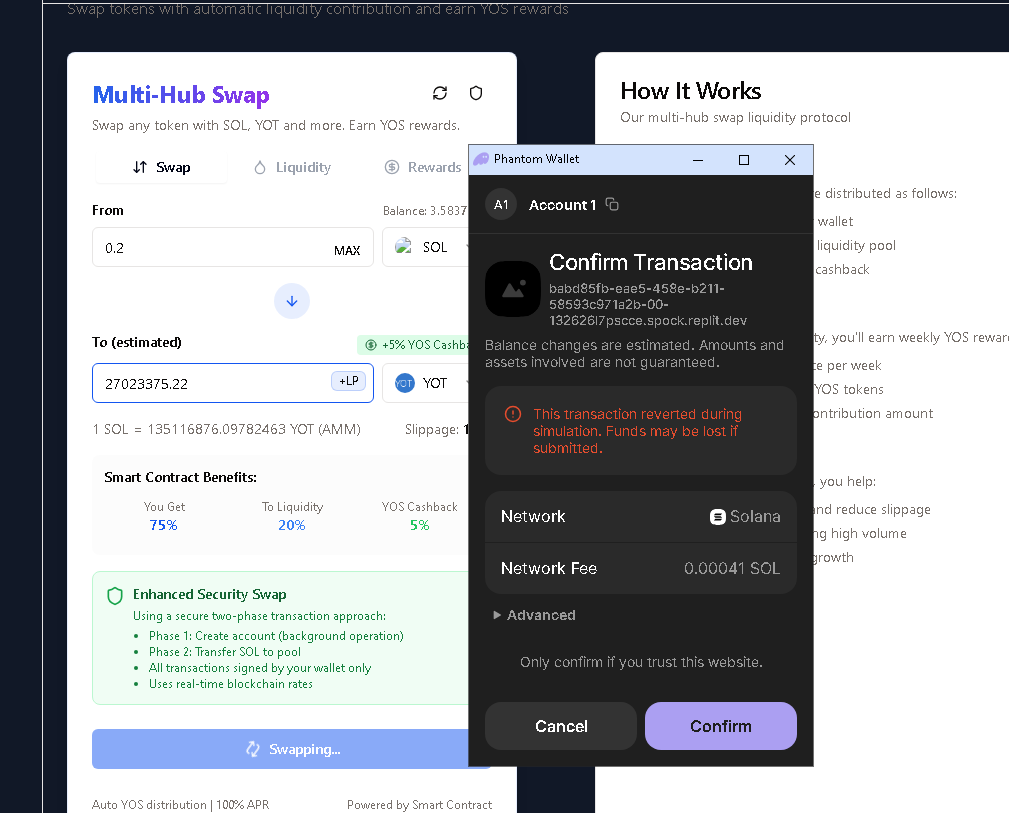 Swap tokens with automatic liquidity contribution and earn YOS rewards
Multi-Hub Swap
Swap any token with SOL, YOT and more. Earn YOS rewards.
Swap
Liquidity
Rewards
From
Balance: 3.5837
0.2
MAX
SOL
To (estimated)
+5% YOS Cashba
27023375.22
+LP
YOT
YOT
1 SOL = 135116876.09782463 YOT (AMM)
Slippage: 1
Smart Contract Benefits:
You Get
To Liquidity
YOS Cashback
75%
20%
5%
Enhanced Security Swap
Using a secure two-phase transaction approach:
• Phase 1: Create account (background operation)
• Phase 2: Transfer SOL to pool
• All transactions signed by your wallet only
• Uses real-time blockchain rates
Swapping...
Auto YOS distribution | 100% APR
Powered by Smart Contract
How It Works
Our multi-hub swap liquidity protocol
e distributed as follows:
wallet
liquidity pool
cashback
ty, you'll earn weekly YOS rewar
ce per week
YOS tokens
ontribution amount
, you help:
and reduce slippage
ng high volume
growth
Phantom Wallet
A1
Account 1
Confirm Transaction
babd85fb-eae5-458e-b211-
58593c971a2b-00-
132626l7pscce.spock.replit.dev
Balance changes are estimated. Amounts and
assets involved are not guaranteed.
This transaction reverted during
simulation. Funds may be lost if
submitted.
Network
Solana
Network Fee
0.00041 SOL
Advanced
Only confirm if you trust this website.
Cancel
Confirm